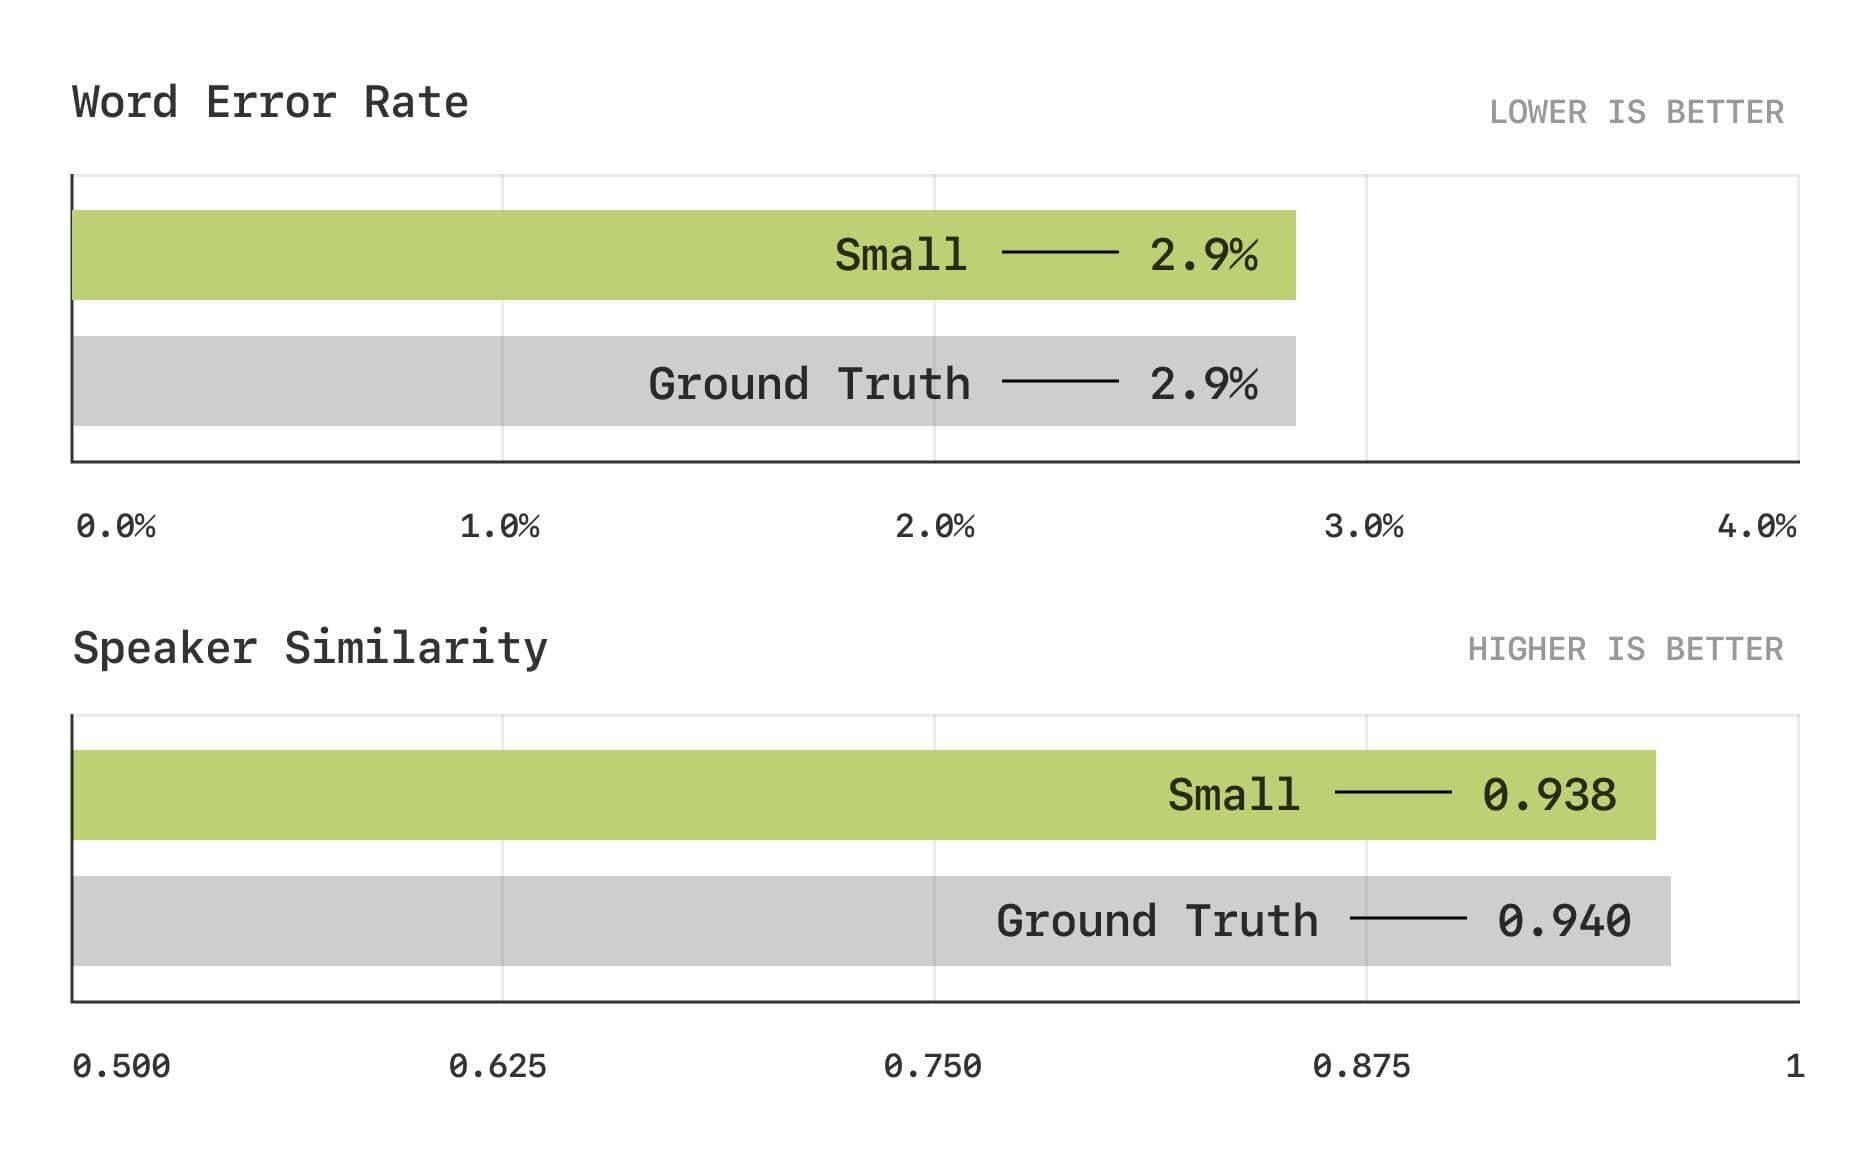 Word Error Rate
LOWER IS BETTER
Small 2.9%
Ground Truth 2.9%
0.0% 1.0% 2.0% 3.0% 4.0%
Speaker Similarity
HIGHER IS BETTER
Small 0.938
Ground Truth 0.940
0.500 0.625 0.750 0.875 1